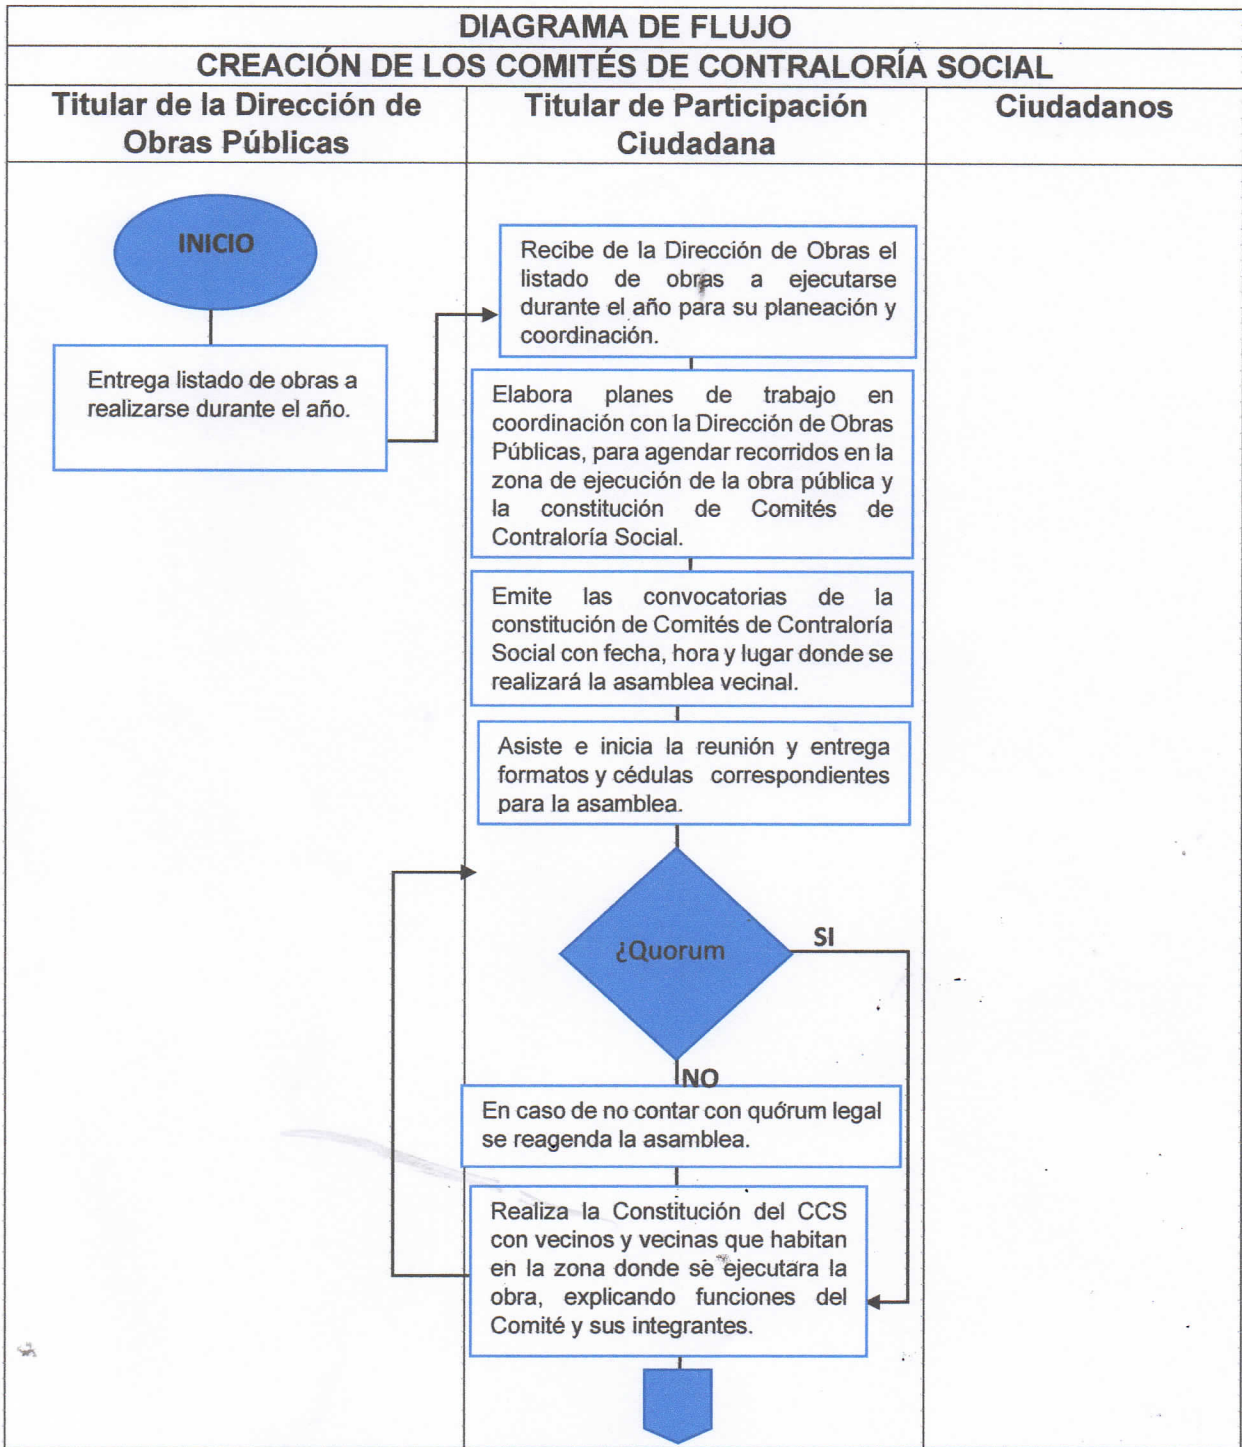 DIAGRAMA DE FLUJO
CREACIÓN DE LOS COMITÉS DE CONTRALORÍA SOCIAL
Titular de la Dirección de
Obras Públicas
Titular de Participación
Ciudadana
Ciudadanos
INICIO
Entrega listado de obras a
realizarse durante el año.
Recibe de la Dirección de Obras el
listado de obras a ejecutarse
durante el año para su planeación y
coordinación.
Elabora planes de trabajo en
coordinación con la Dirección de Obras
Públicas, para agendar recorridos en la
zona de ejecución de la obra pública y
la constitución de Comités de
Contraloría Social.
Emite las convocatorias de la
constitución de Comités de Contraloría
Social con fecha, hora y lugar donde se
realizará la asamblea vecinal.
Asiste e inicia la reunión y entrega
formatos y cédulas correspondientes
para la asamblea.
¿Quorum
SI
NO
En caso de no contar con quórum legal
se reagenda la asamblea.
Realiza la Constitución del CCS
con vecinos y vecinas que habitan
en la zona donde se ejecutara la
obra, explicando funciones del
Comité y sus integrantes.